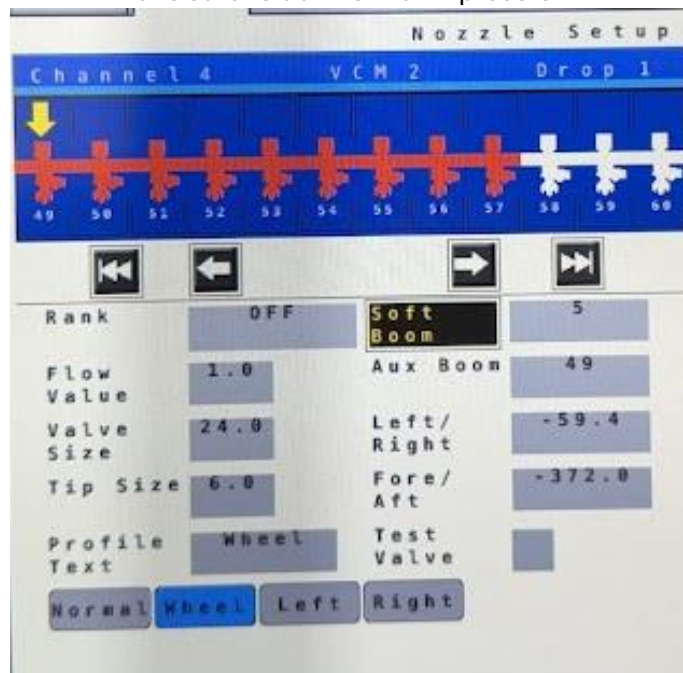 Nozzle Setup
Channel 4 VCM 2 Drop 1
49 50 51 52 53 54 55 56 57 58 59 60
Rank OFF Soft Boom 5
Flow Value 1.0 Aux Boom 49
Valve Size 24.0 Left/Right -59.4
Tip Size 6.0 Fore/Aft -372.0
Profile Text Wheel Test Valve
Normal Wheel Left Right